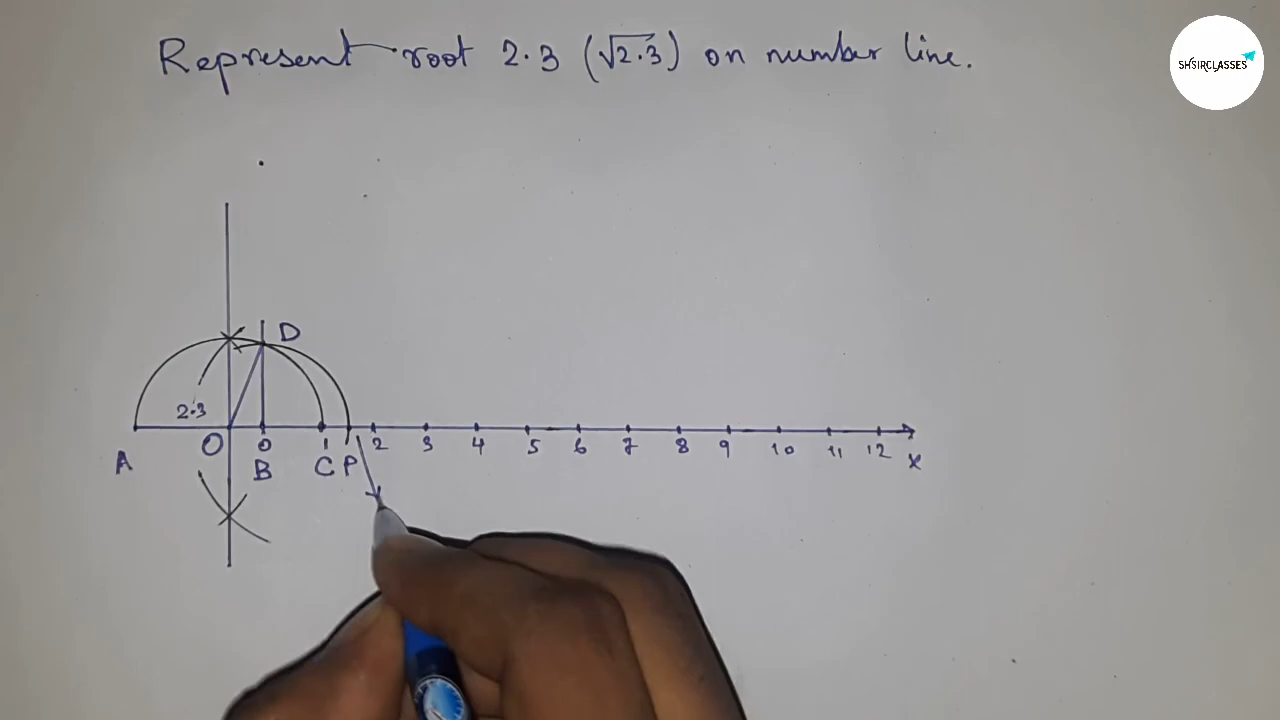 Represent root 2.3 (√2.3) on number line.
SHSIRCLASSES
D
2.3
O 0 1 2 3 4 5 6 7 8 9 10 11 12
A B C P X